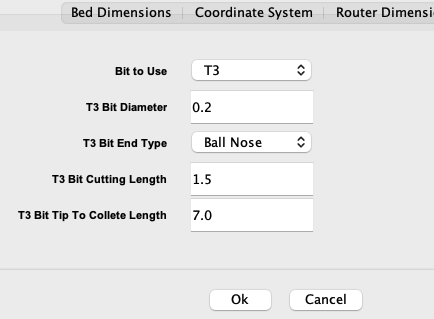 Bed Dimensions Coordinate System Router Dimensi
Bit to Use T3
T3 Bit Diameter 0.2
T3 Bit End Type Ball Nose
T3 Bit Cutting Length 1.5
T3 Bit Tip To Collete Length 7.0
Ok Cancel